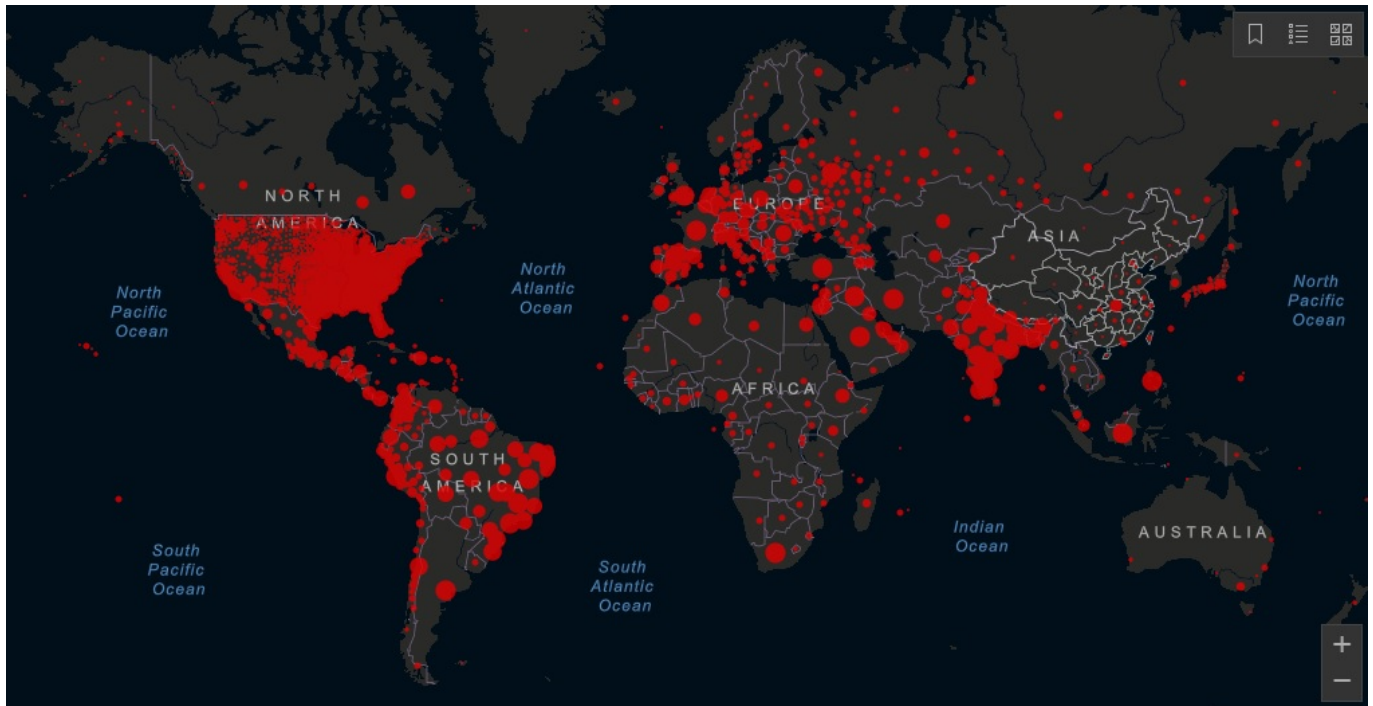 NORTH
AMERICA
EUROPE
ASIA
North
Atlantic
Ocean
North
Pacific
Ocean
North
Pacific
Ocean
AFRICA
SOUTH
AMERICA
Indian
Ocean
AUSTRALIA
South
Pacific
Ocean
South
Atlantic
Ocean
+
−